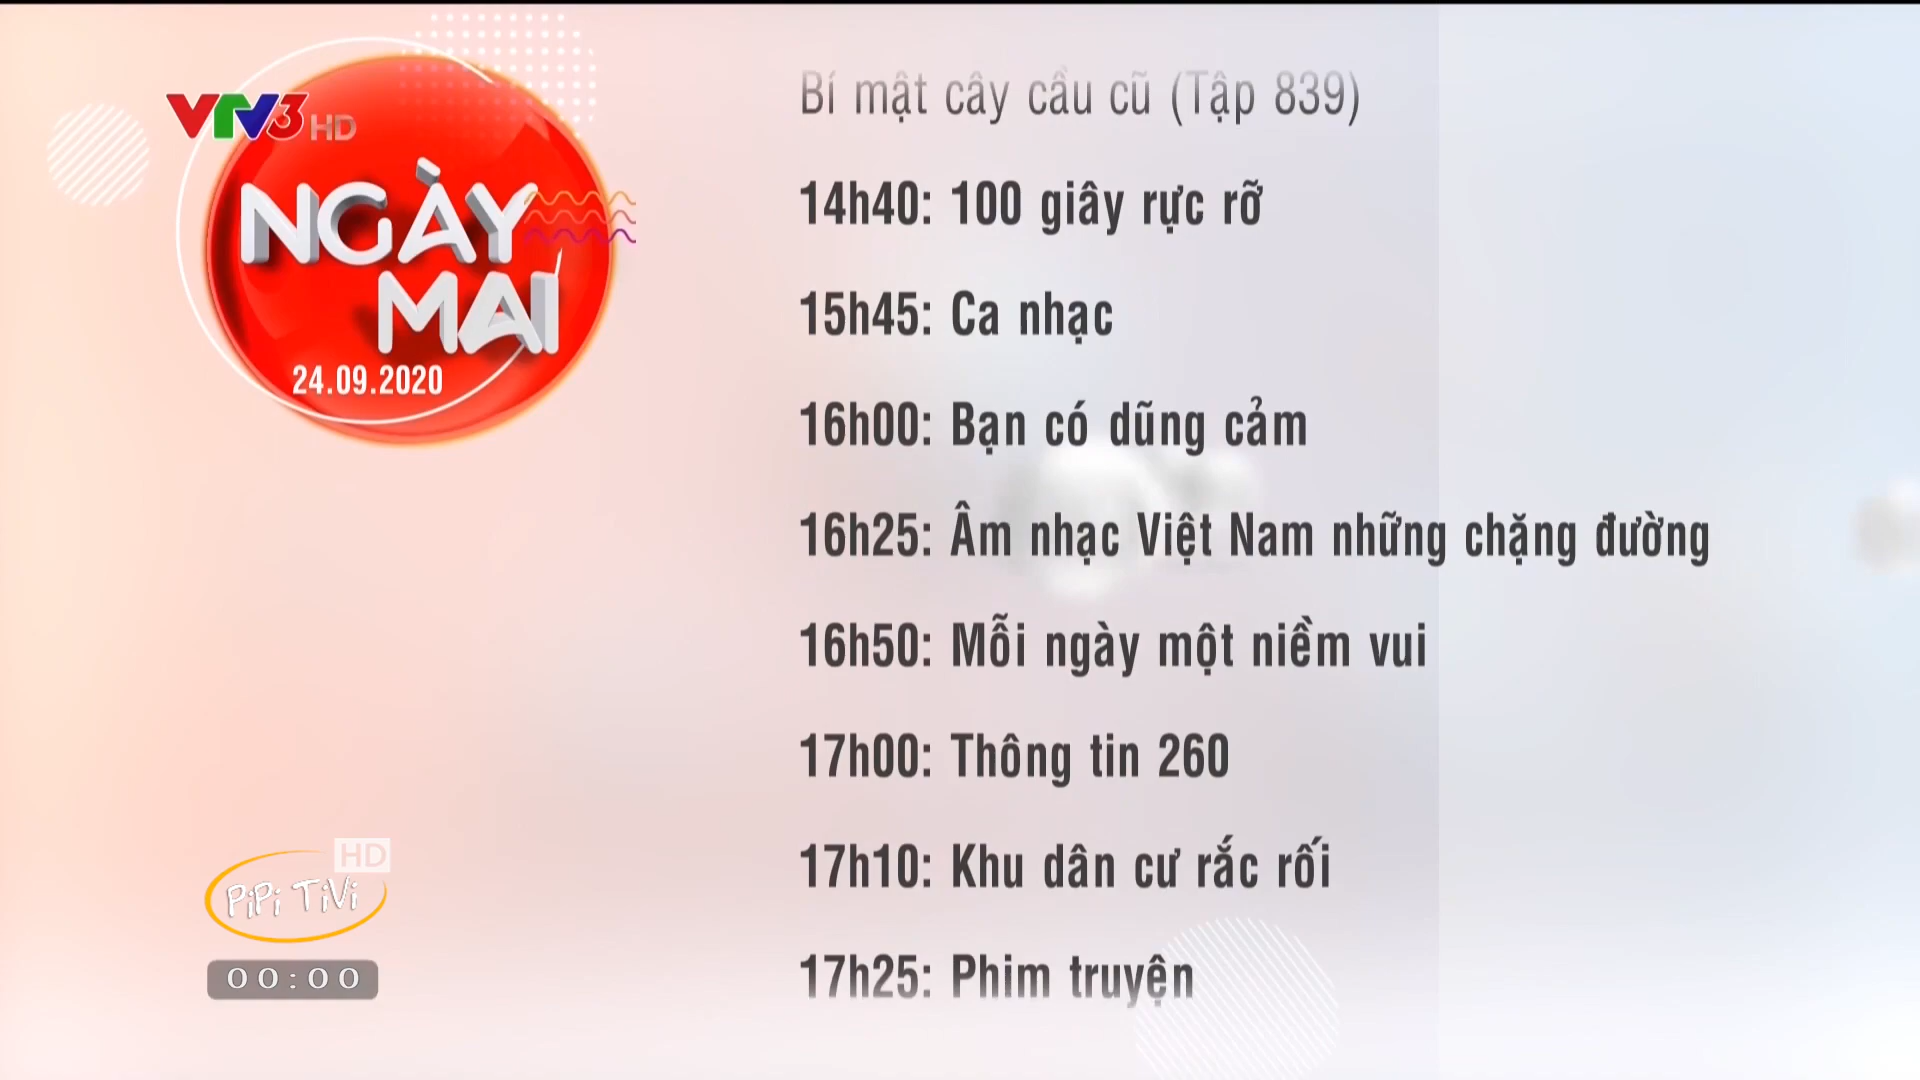 VTV3 HD
NGÀY
MAI
24.09.2020
Bí mật cây cầu cũ (Tập 839)
14h40: 100 giây rực rỡ
15h45: Ca nhạc
16h00: Bạn có dũng cảm
16h25: Âm nhạc Việt Nam những chặng đường
16h50: Mỗi ngày một niềm vui
17h00: Thông tin 260
17h10: Khu dân cư rắc rối
17h25: Phim truyện
HD
PiPi TiVi
00:00